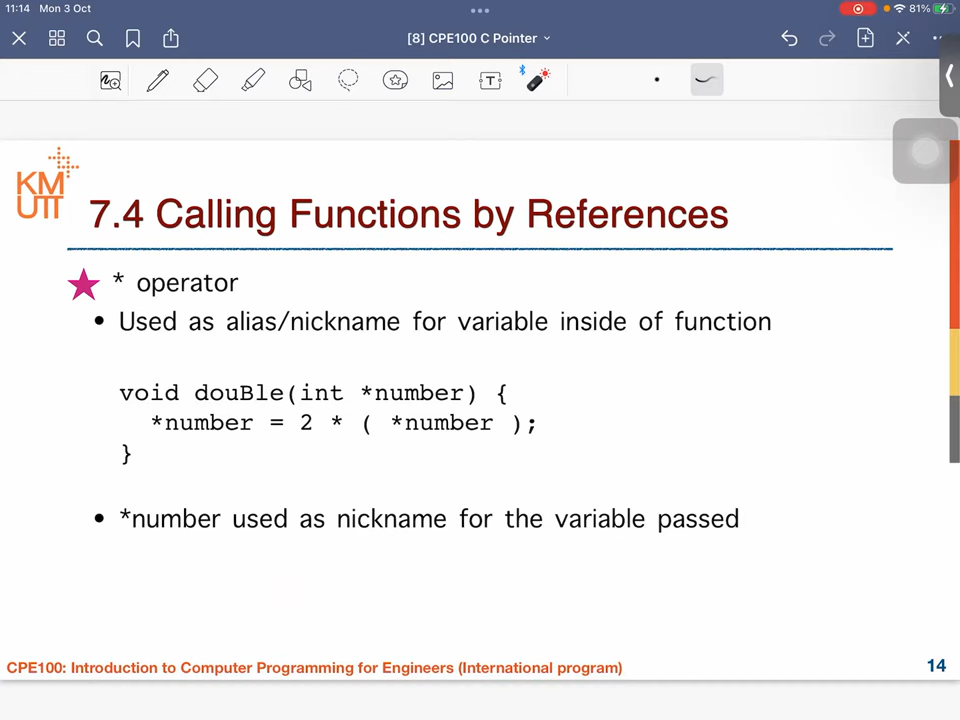 11:14 Mon 3 Oct
81%
[8] CPE100 C Pointer
T
KM
UTT
7.4 Calling Functions by References
* operator
• Used as alias/nickname for variable inside of function
void douBle(int *number) {
*number = 2 * ( *number );
}
• *number used as nickname for the variable passed
CPE100: Introduction to Computer Programming for Engineers (International program)
14